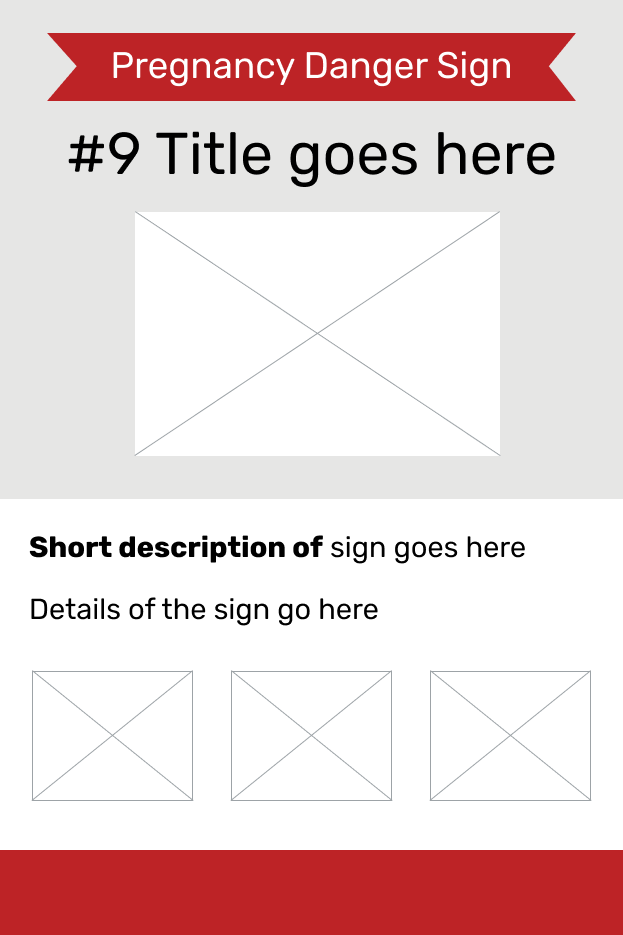 Pregnancy Danger Sign
#9 Title goes here
Short description of sign goes here
Details of the sign go here